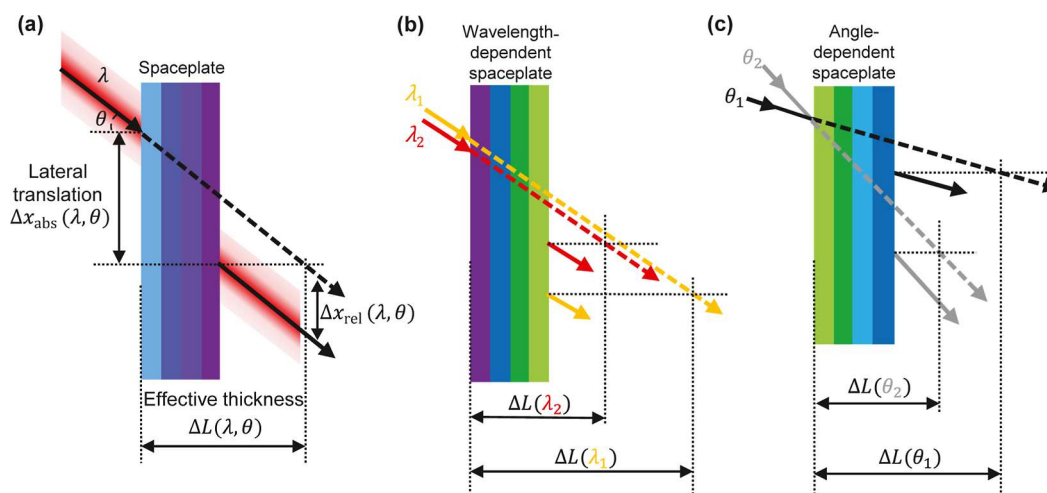 (a)
λ
θ
Spaceplate
Lateral
translation
Δx_abs (λ, θ)
Δx_rel (λ, θ)
Effective thickness
ΔL(λ, θ)
(b)
Wavelength-
dependent
spaceplate
λ₁
λ₂
ΔL(λ₂)
ΔL(λ₁)
(c)
Angle-
dependent
spaceplate
θ₂
θ₁
ΔL(θ₂)
ΔL(θ₁)